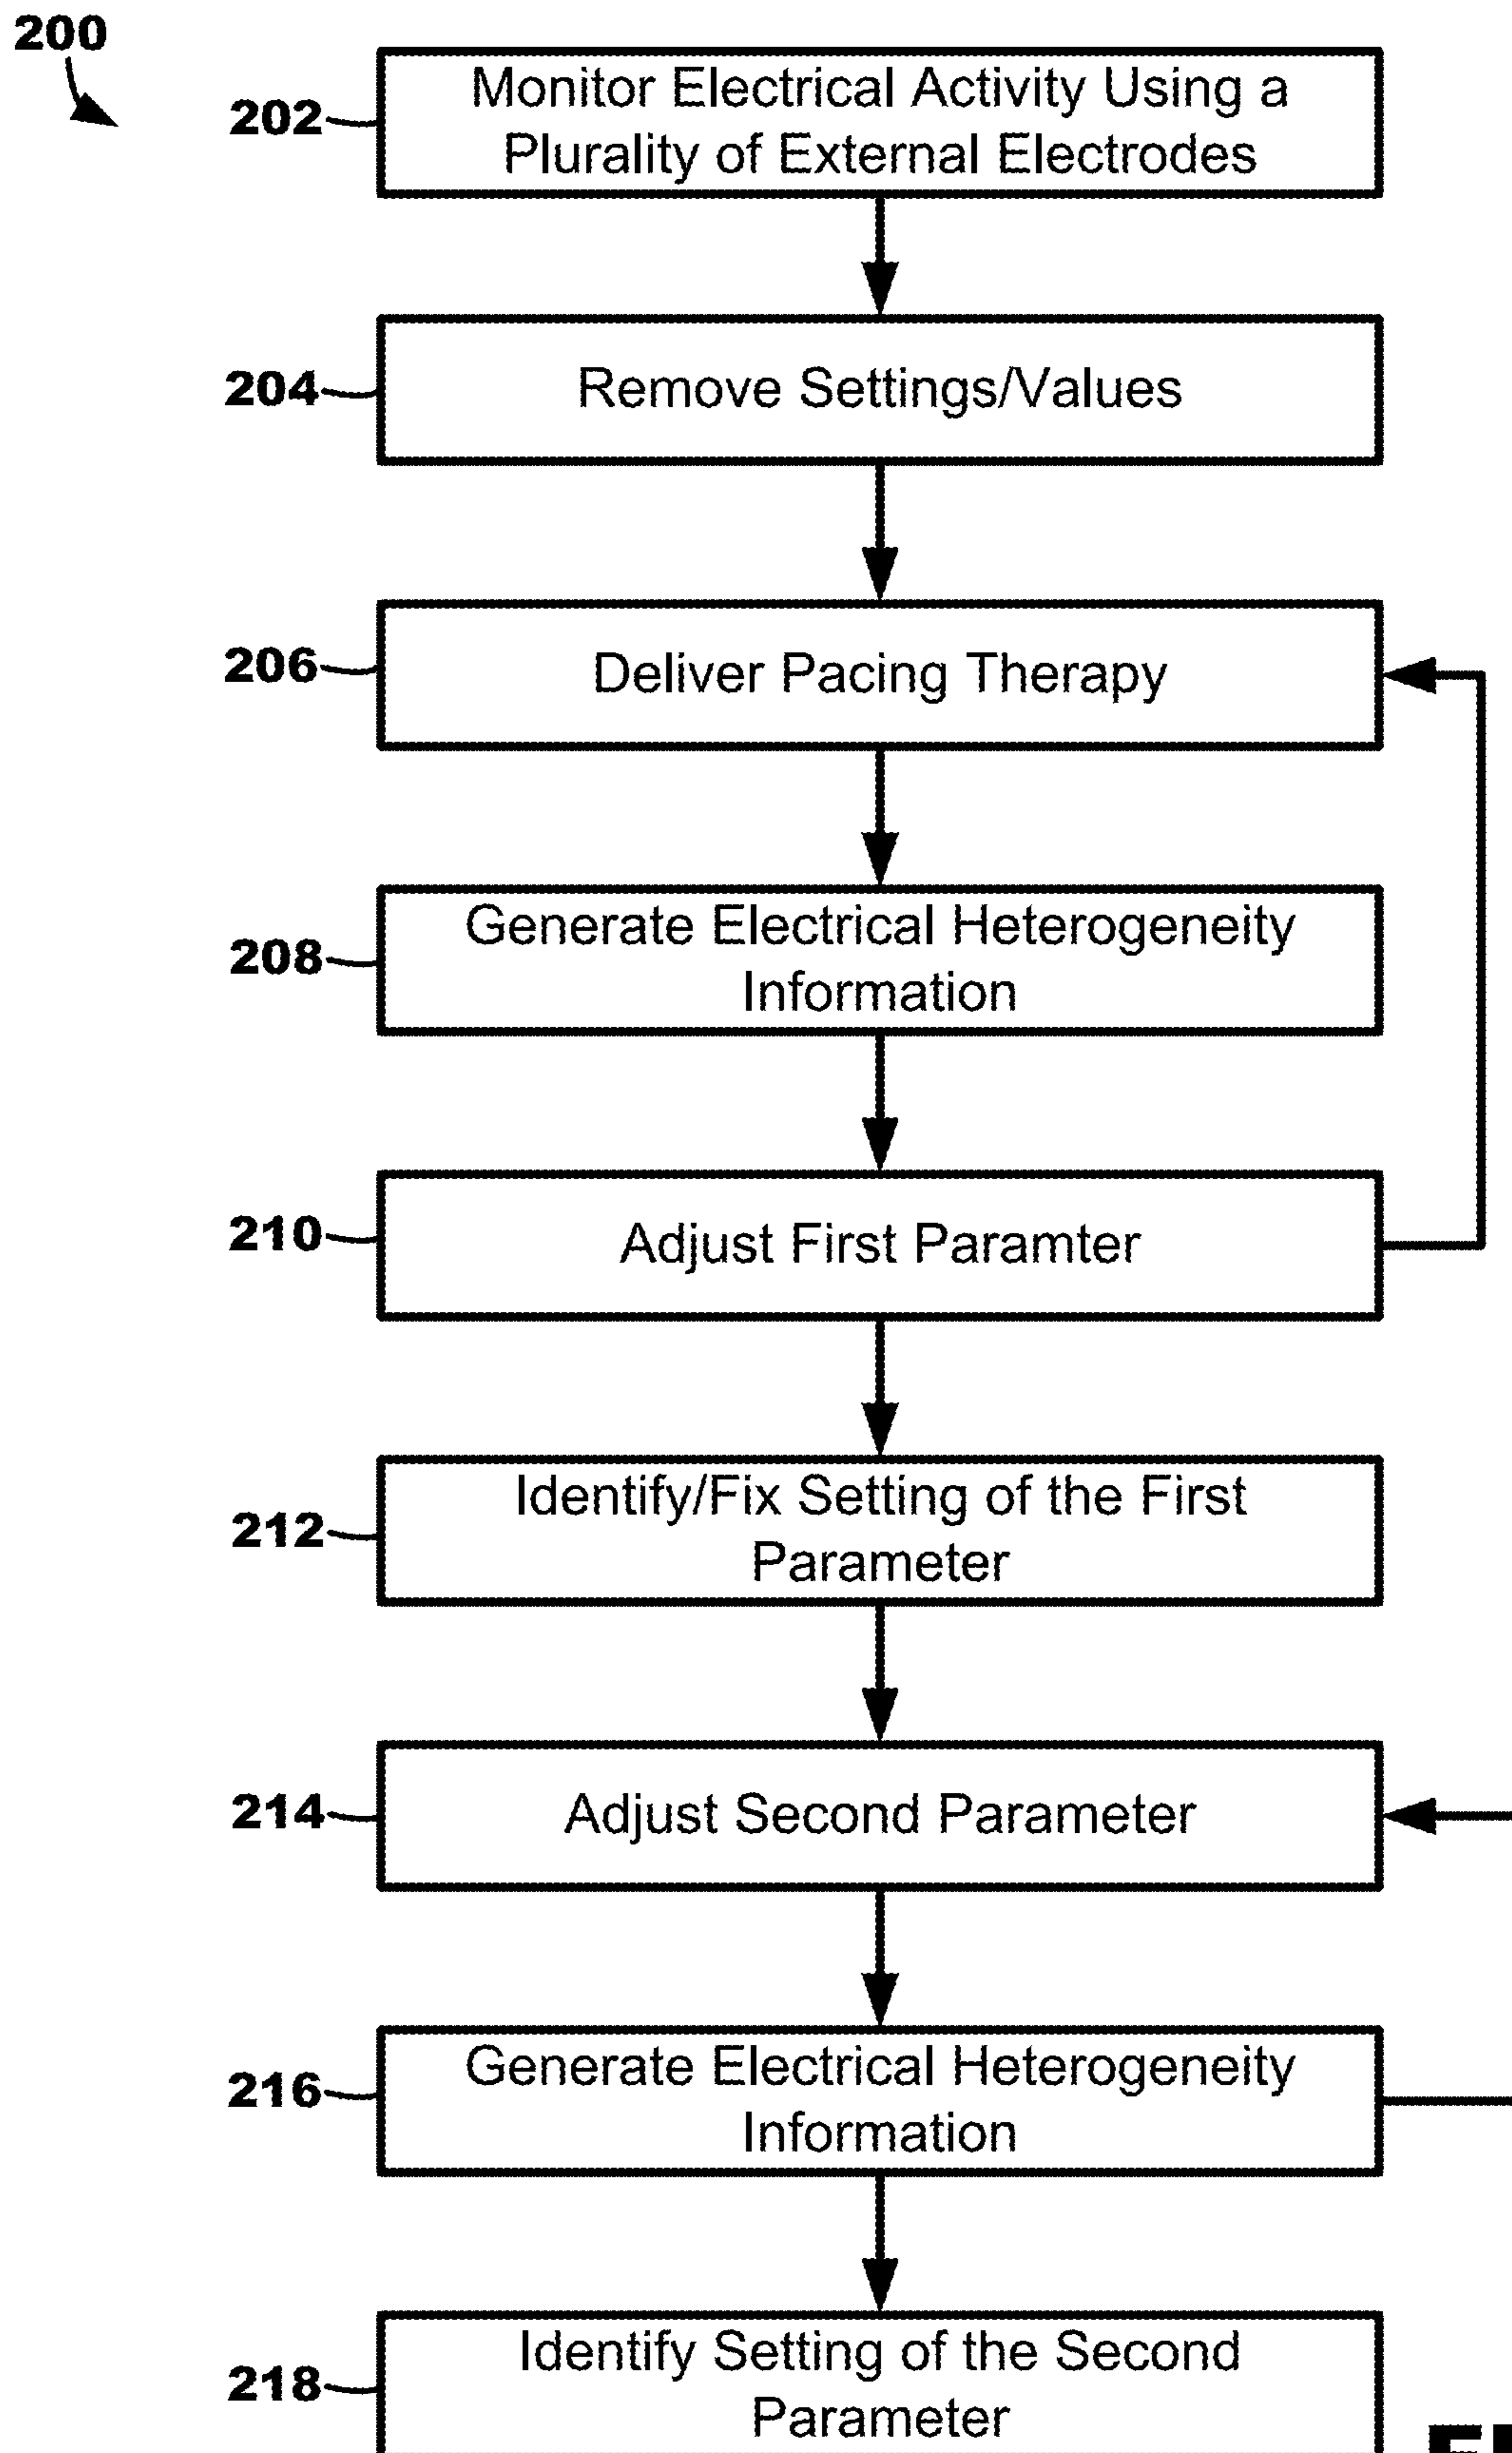 200
202
Monitor Electrical Activity Using a
Plurality of External Electrodes
204
Remove Settings/Values
206
Deliver Pacing Therapy
208
Generate Electrical Heterogeneity
Information
210
Adjust First Paramter
212
Identify/Fix Setting of the First
Parameter
214
Adjust Second Parameter
216
Generate Electrical Heterogeneity
Information
218
Identify Setting of the Second
Parameter